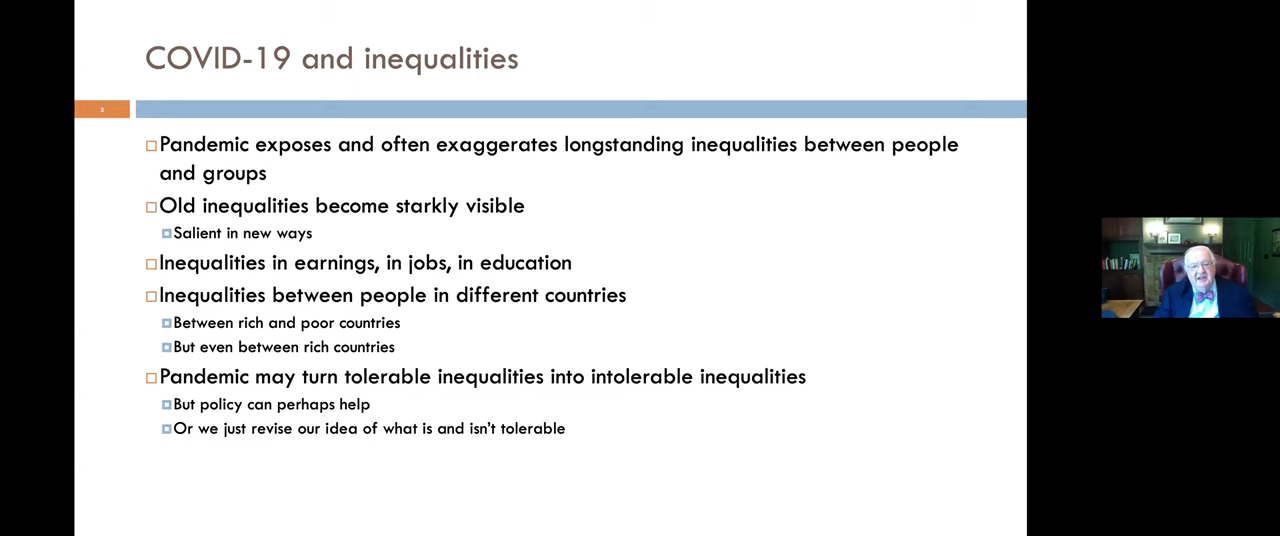 COVID-19 and inequalities
3
Pandemic exposes and often exaggerates longstanding inequalities between people
and groups
Old inequalities become starkly visible
Salient in new ways
Inequalities in earnings, in jobs, in education
Inequalities between people in different countries
Between rich and poor countries
But even between rich countries
Pandemic may turn tolerable inequalities into intolerable inequalities
But policy can perhaps help
Or we just revise our idea of what is and isn't tolerable